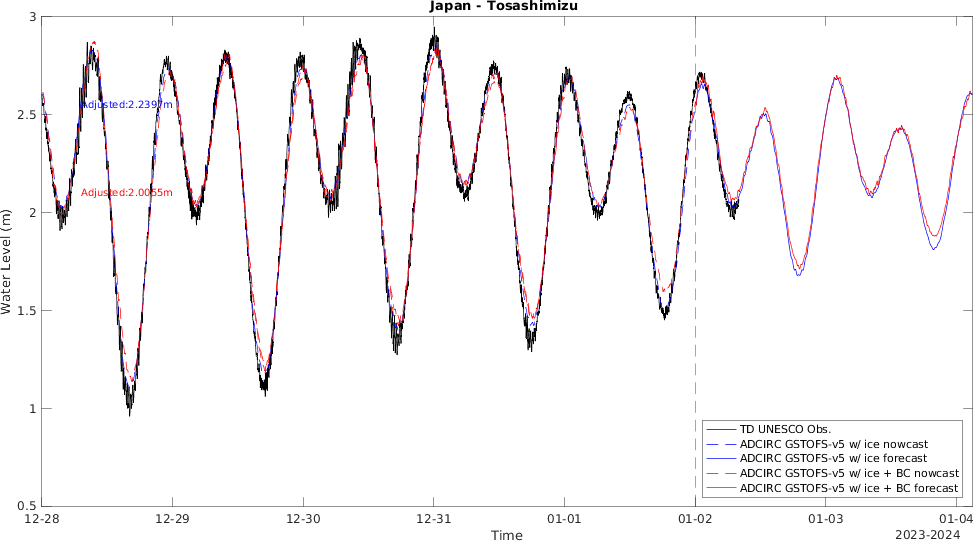 Japan - Tosashimizu
3
2.5
2
1.5
1
0.5
Water Level (m)
Adjusted:2.2397m
Adjusted:2.0055m
TD UNESCO Obs.
ADCIRC GSTOFS-v5 w/ ice nowcast
ADCIRC GSTOFS-v5 w/ ice forecast
ADCIRC GSTOFS-v5 w/ ice + BC nowcast
ADCIRC GSTOFS-v5 w/ ice + BC forecast
12-28 12-29 12-30 12-31 01-01 01-02 01-03 01-04
Time
2023-2024